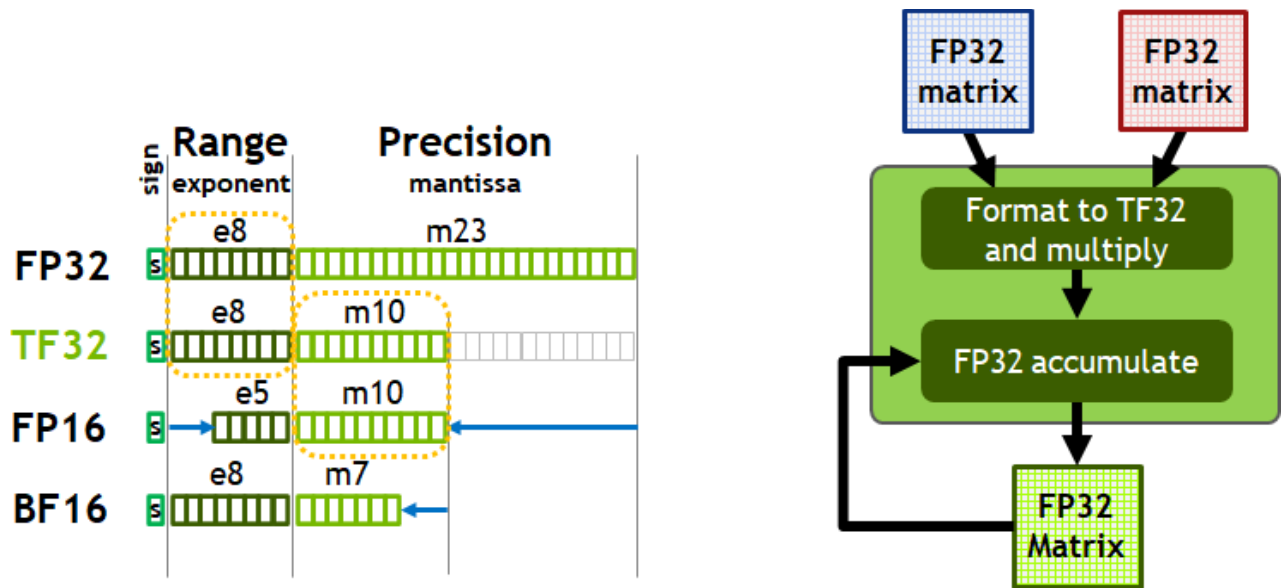 sign
Range
exponent
Precision
mantissa
FP32
s
e8
m23
TF32
s
e8
m10
FP16
s
e5
m10
BF16
s
e8
m7
FP32
matrix
FP32
matrix
Format to TF32
and multiply
FP32 accumulate
FP32
Matrix